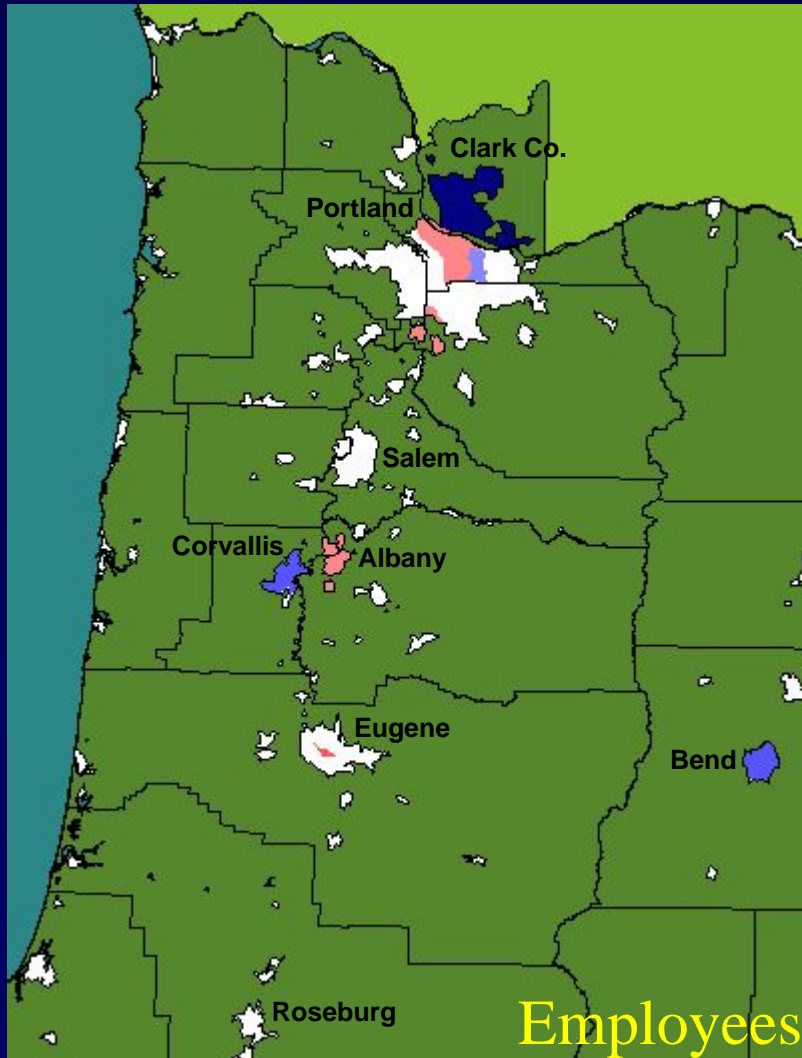 Clark Co.
Portland
Salem
Corvallis
Albany
Eugene
Bend
Roseburg
Employees